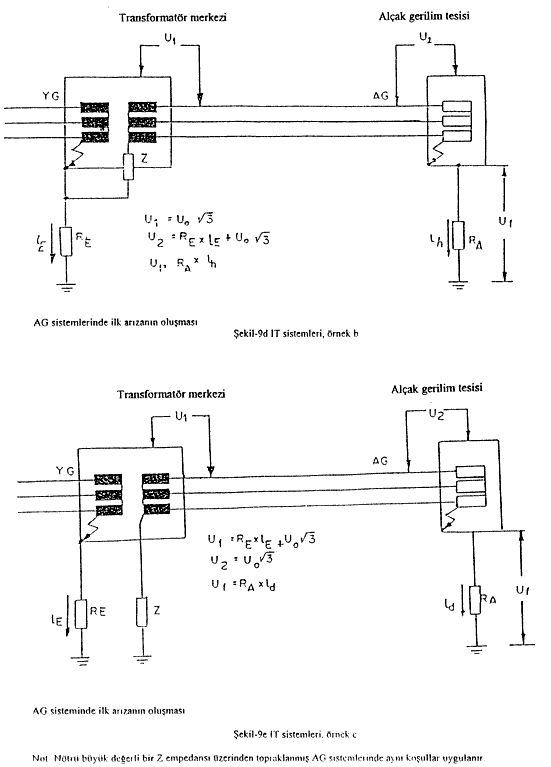 Transformatör merkezi
Alçak gerilim tesisi
U1
U2
YG
AG
Z
U1 = U0 √3
U2 = RE x IE + U0 √3
Uf, RA x Ih
IE
RE
Ih
RA
Uf
AG sistemlerinde ilk arızanın oluşması
Şekil-9d IT sistemleri, örnek b
Transformatör merkezi
Alçak gerilim tesisi
U1
U2
YG
AG
U1 = RE x IE + U0 √3
U2 = U0 √3
Uf = RA x Id
IE
RE
Z
Id
RA
Uf
AG sisteminde ilk arızanın oluşması
Şekil-9e IT sistemleri, örnek c
Not Nötrü büyük değerli bir Z empedansı üzerinden topraklanmış AG sistemlerinde aynı koşullar uygulanır.